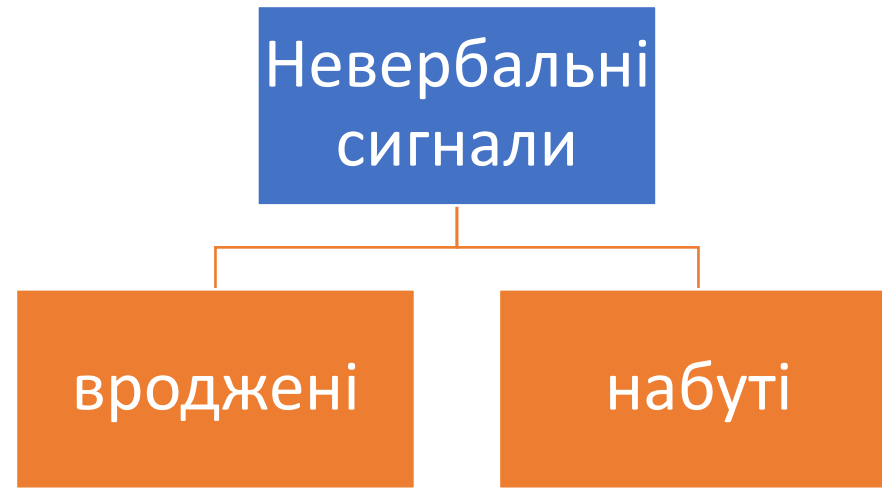 Невербальні
сигнали
вроджені
набуті